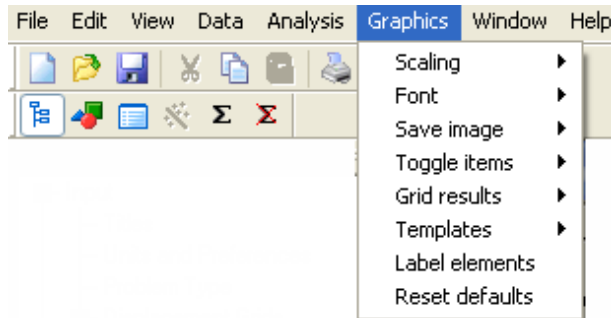 File Edit View Data Analysis Graphics Window Help
Scaling
Font
Save image
Toggle items
Grid results
Templates
Label elements
Reset defaults
Σ Σ